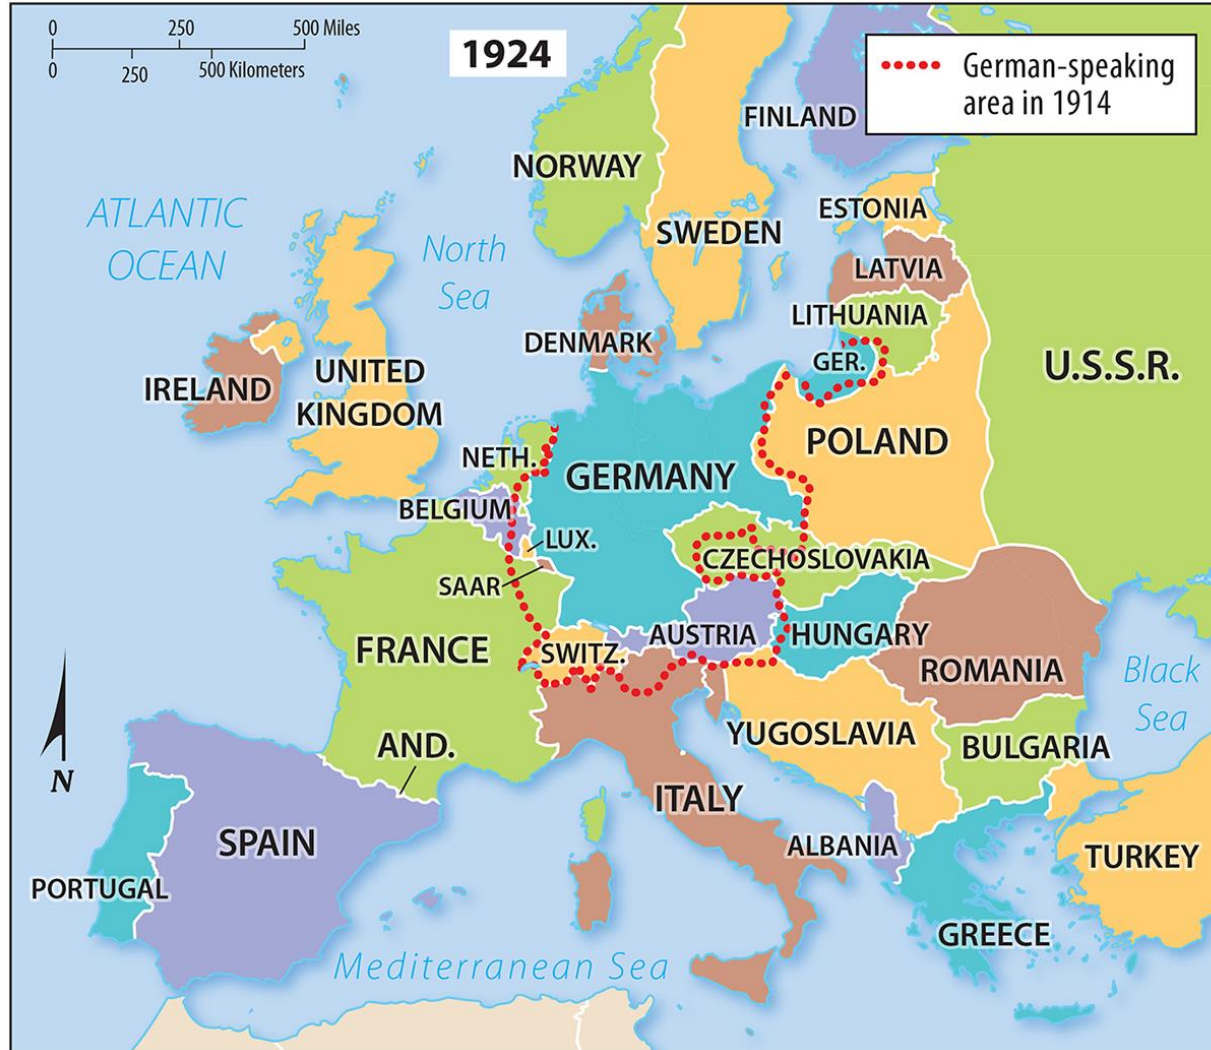 0 250 500 Miles
0 250 500 Kilometers
1924
German-speaking
area in 1914
FINLAND
NORWAY
ATLANTIC
OCEAN
North
Sea
SWEDEN
ESTONIA
LATVIA
LITHUANIA
DENMARK
GER.
U.S.S.R.
IRELAND
UNITED
KINGDOM
POLAND
NETH.
GERMANY
BELGIUM
LUX.
CZECHOSLOVAKIA
SAAR
FRANCE
SWITZ.
AUSTRIA
HUNGARY
ROMANIA
Black
Sea
YUGOSLAVIA
BULGARIA
AND.
N
ITALY
SPAIN
ALBANIA
TURKEY
PORTUGAL
GREECE
Mediterranean Sea